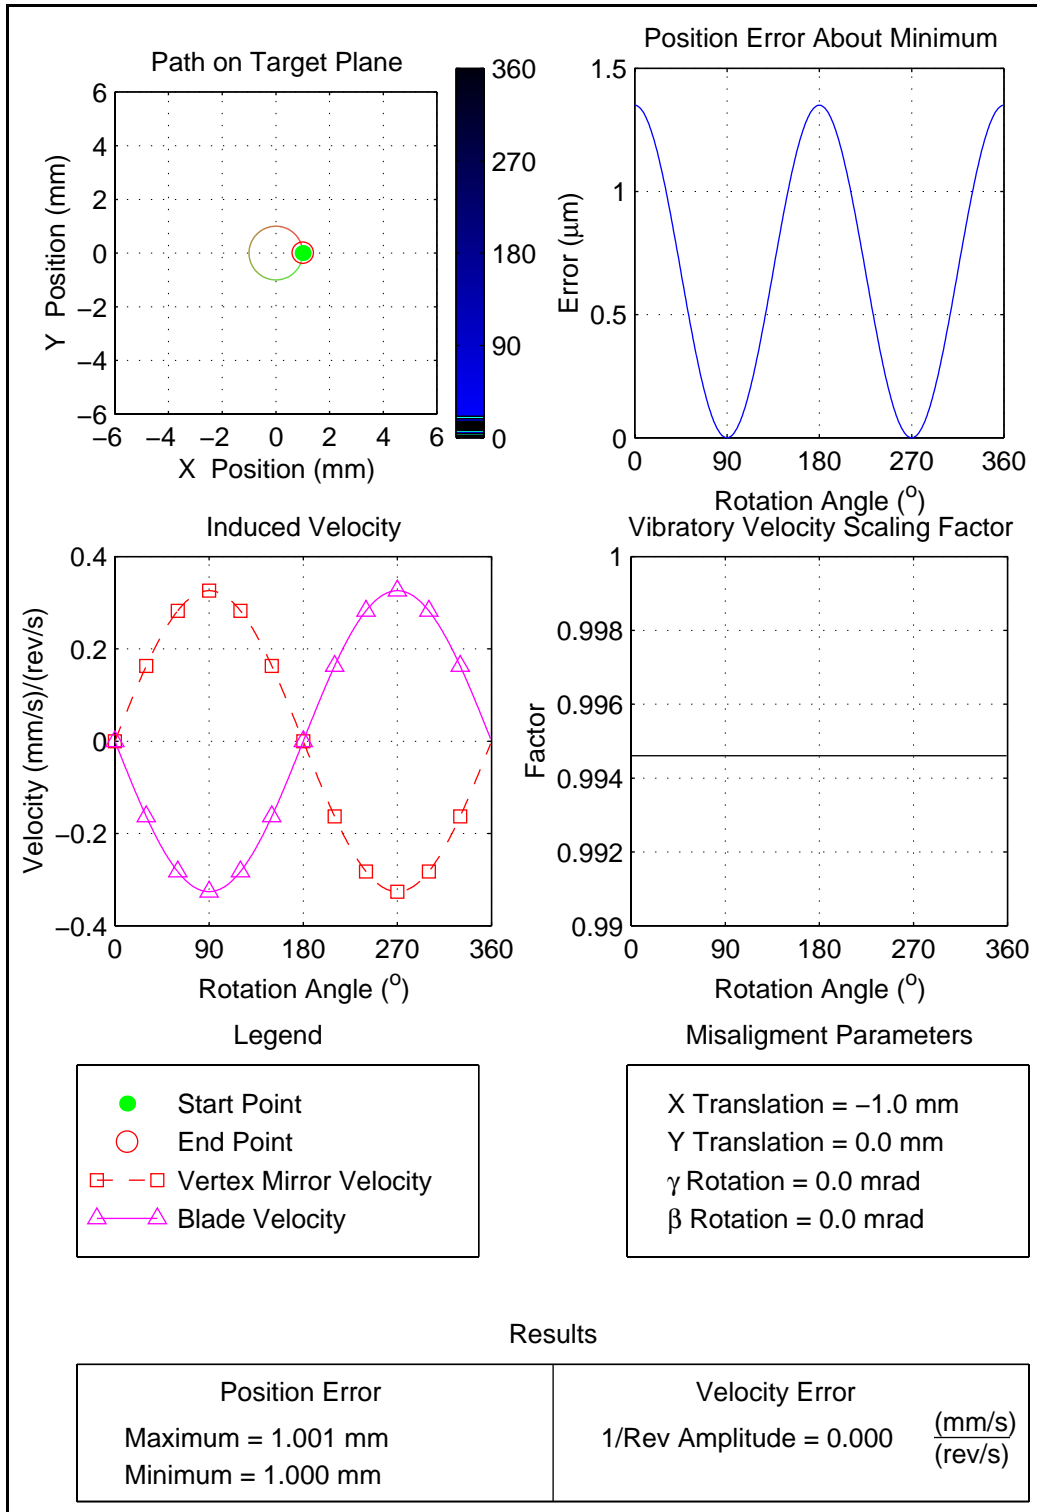 Path on Target Plane
6
4
2
0
−2
−4
−6
−6 −4 −2 0 2 4 6
X Position (mm)
Y Position (mm)
360
270
180
90
0
Position Error About Minimum
1.5
1
0.5
0
0 90 180 270 360
Rotation Angle (o)
Error (μm)
Induced Velocity
0.4
0.2
0
−0.2
−0.4
0 90 180 270 360
Rotation Angle (o)
Velocity (mm/s)/(rev/s)
Vibratory Velocity Scaling Factor
1
0.998
0.996
0.994
0.992
0.99
0 90 180 270 360
Rotation Angle (o)
Factor
Legend
Start Point
End Point
Vertex Mirror Velocity
Blade Velocity
Misaligment Parameters
X Translation = −1.0 mm
Y Translation = 0.0 mm
γ Rotation = 0.0 mrad
β Rotation = 0.0 mrad
Results
Position Error
Maximum = 1.001 mm
Minimum = 1.000 mm
Velocity Error
1/Rev Amplitude = 0.000 (mm/s)
(rev/s)